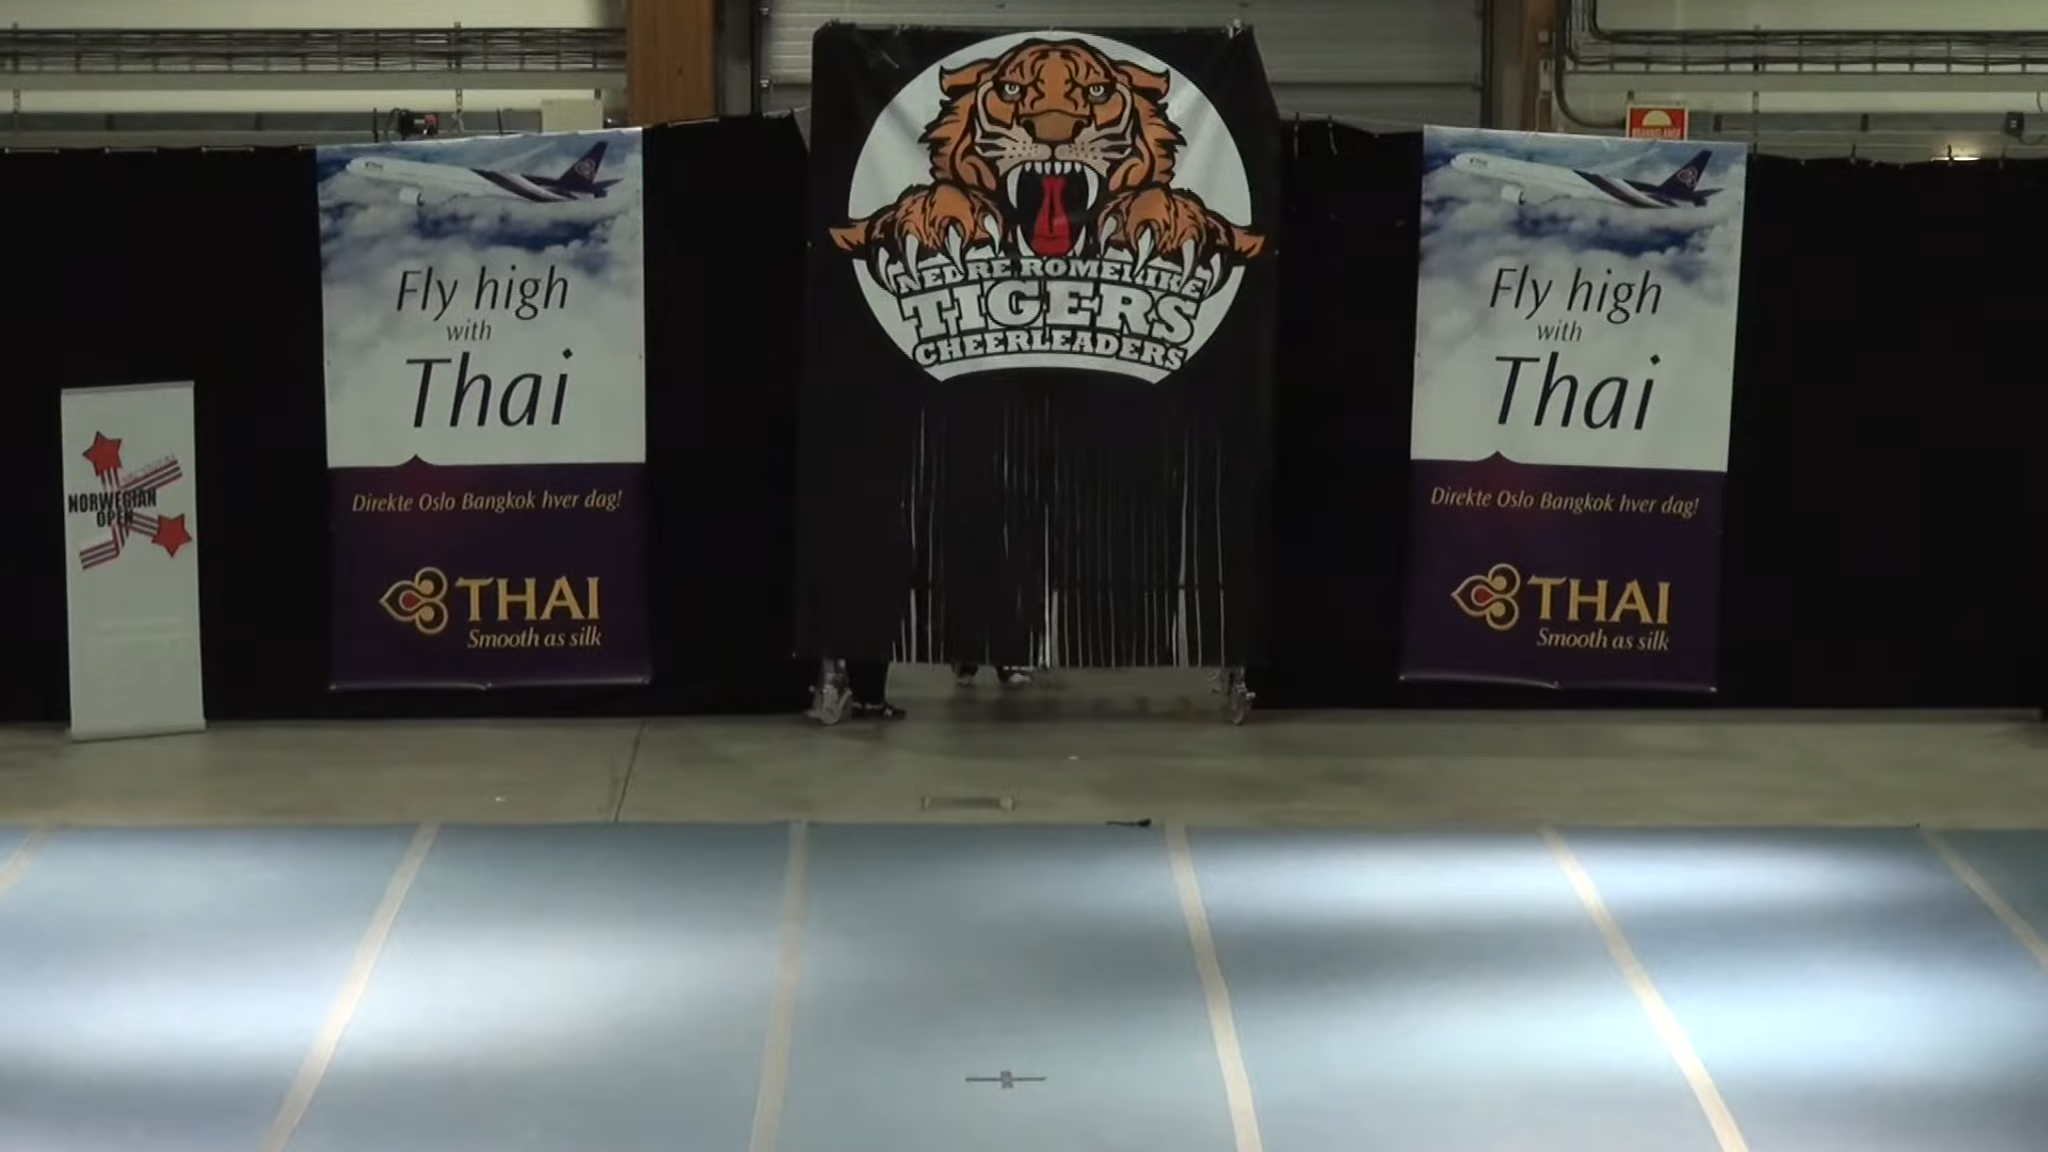 NEDRE ROMERIKE
TIGERS
CHEERLEADERS
Fly high
with
Thai
Direkte Oslo Bangkok hver dag!
THAI
Smooth as silk
Fly high
with
Thai
Direkte Oslo Bangkok hver dag!
THAI
Smooth as silk
NORWEGIAN
OPEN